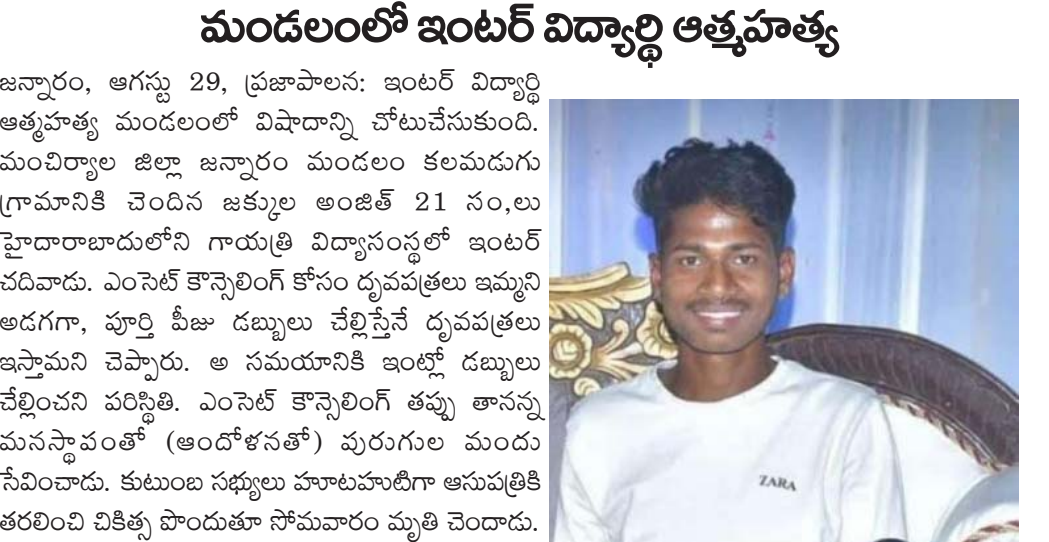 మండలంలో ఇంటర్ విద్యార్థి ఆత్మహత్య
జన్నారం, ఆగస్టు 29, ప్రజాపాలన: ఇంటర్ విద్యార్థి
ఆత్మహత్య మండలంలో విషాదాన్ని చోటుచేసుకుంది.
మంచిర్యాల జిల్లా జన్నారం మండలం కలమడుగు
గ్రామానికి చెందిన జక్కుల అంజిత్ 21 సం,లు
హైదారాబాదులోని గాయత్రి విద్యాసంస్థలో ఇంటర్
చదివాడు. ఎంసెట్ కౌన్సెలింగ్ కోసం దృవపత్రలు ఇమ్మని
అడగగా, పూర్తి పీజు డబ్బులు చేల్లిస్తేనే దృవపత్రలు
ఇస్తామని చెప్పారు. అ సమయానికి ఇంట్లో డబ్బులు
చేల్లించని పరిస్థితి. ఎంసెట్ కౌన్సెలింగ్ తప్పు తానన్న
మనస్థాపంతో (ఆందోళనతో) పురుగుల మందు
సేవించాడు. కుటుంబ సభ్యులు హూటహుటిగా ఆసుపత్రికి
తరలించి చికిత్స పొందుతూ సోమవారం మృతి చెందాడు.
ZARA